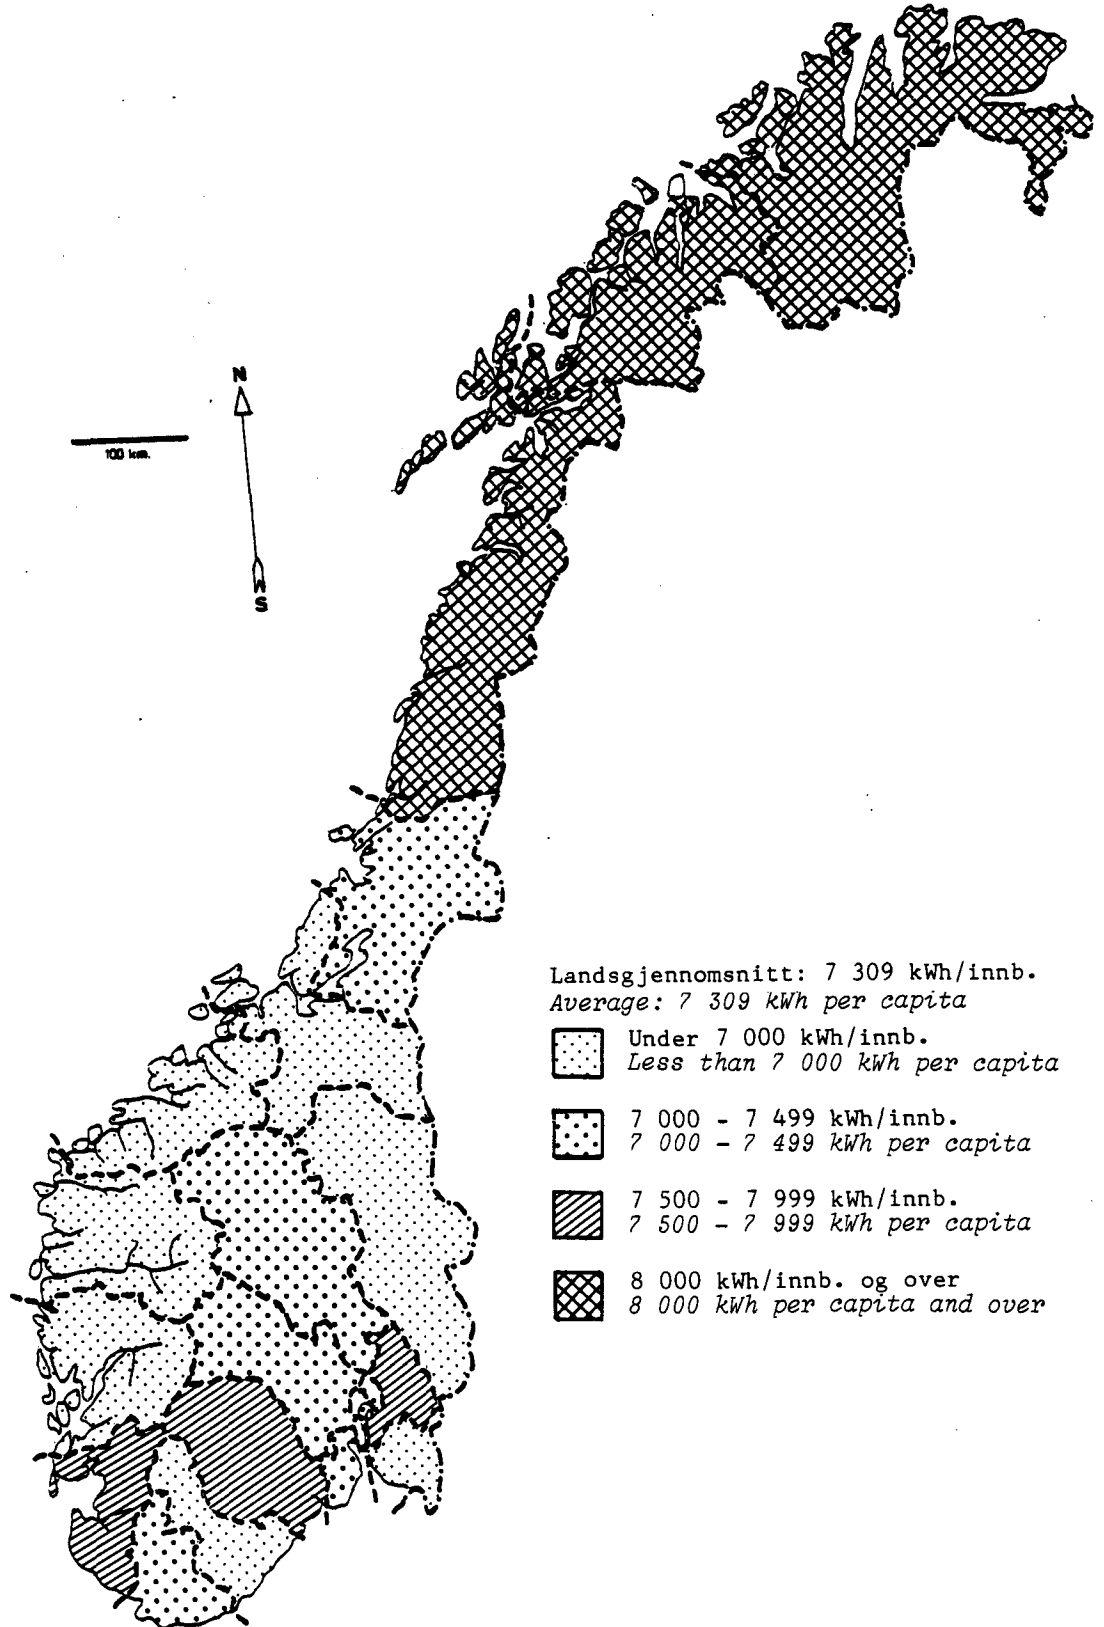 N
100 km.
S
Landsgjennomsnitt: 7 309 kWh/innb.
Average: 7 309 kWh per capita
Under 7 000 kWh/innb.
Less than 7 000 kWh per capita
7 000 - 7 499 kWh/innb.
7 000 - 7 499 kWh per capita
7 500 - 7 999 kWh/innb.
7 500 - 7 999 kWh per capita
8 000 kWh/innb. og over
8 000 kWh per capita and over